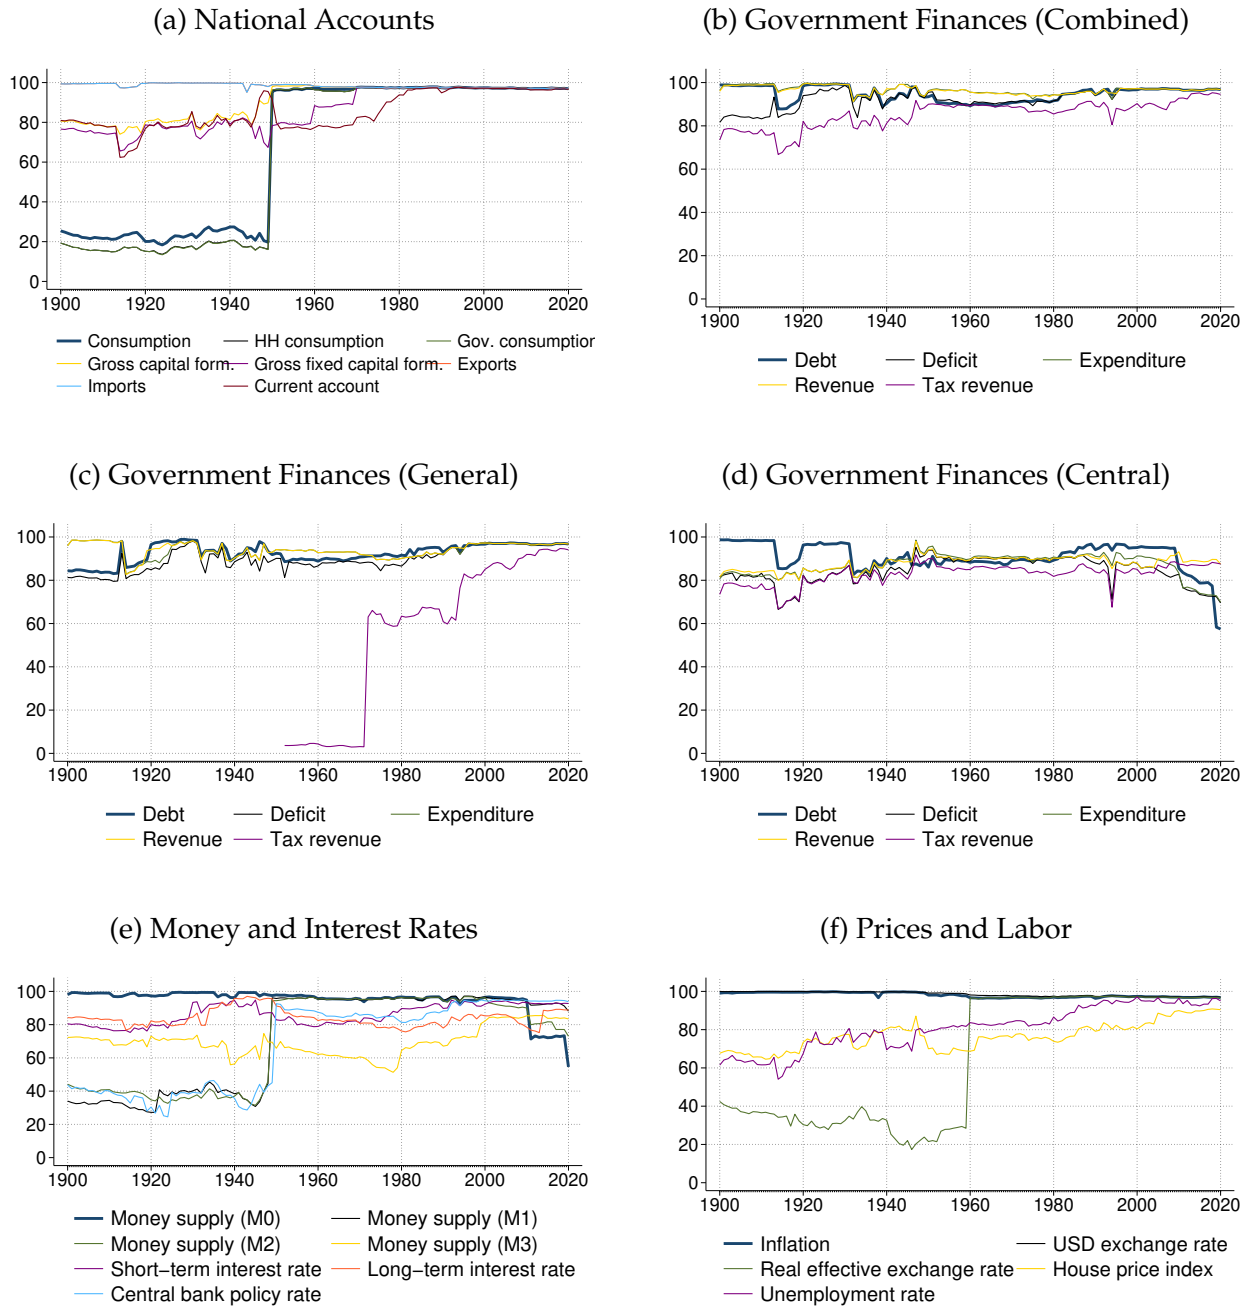 (a) National Accounts
100
80
60
40
20
0
1900 1920 1940 1960 1980 2000 2020
Consumption HH consumption Gov. consumption
Gross capital form. Gross fixed capital form. Exports
Imports Current account
(b) Government Finances (Combined)
100
80
60
40
20
0
1900 1920 1940 1960 1980 2000 2020
Debt Deficit Expenditure
Revenue Tax revenue
(c) Government Finances (General)
100
80
60
40
20
0
1900 1920 1940 1960 1980 2000 2020
Debt Deficit Expenditure
Revenue Tax revenue
(d) Government Finances (Central)
100
80
60
40
20
0
1900 1920 1940 1960 1980 2000 2020
Debt Deficit Expenditure
Revenue Tax revenue
(e) Money and Interest Rates
100
80
60
40
20
0
1900 1920 1940 1960 1980 2000 2020
Money supply (M0) Money supply (M1)
Money supply (M2) Money supply (M3)
Short−term interest rate Long−term interest rate
Central bank policy rate
(f) Prices and Labor
100
80
60
40
20
0
1900 1920 1940 1960 1980 2000 2020
Inflation USD exchange rate
Real effective exchange rate House price index
Unemployment rate